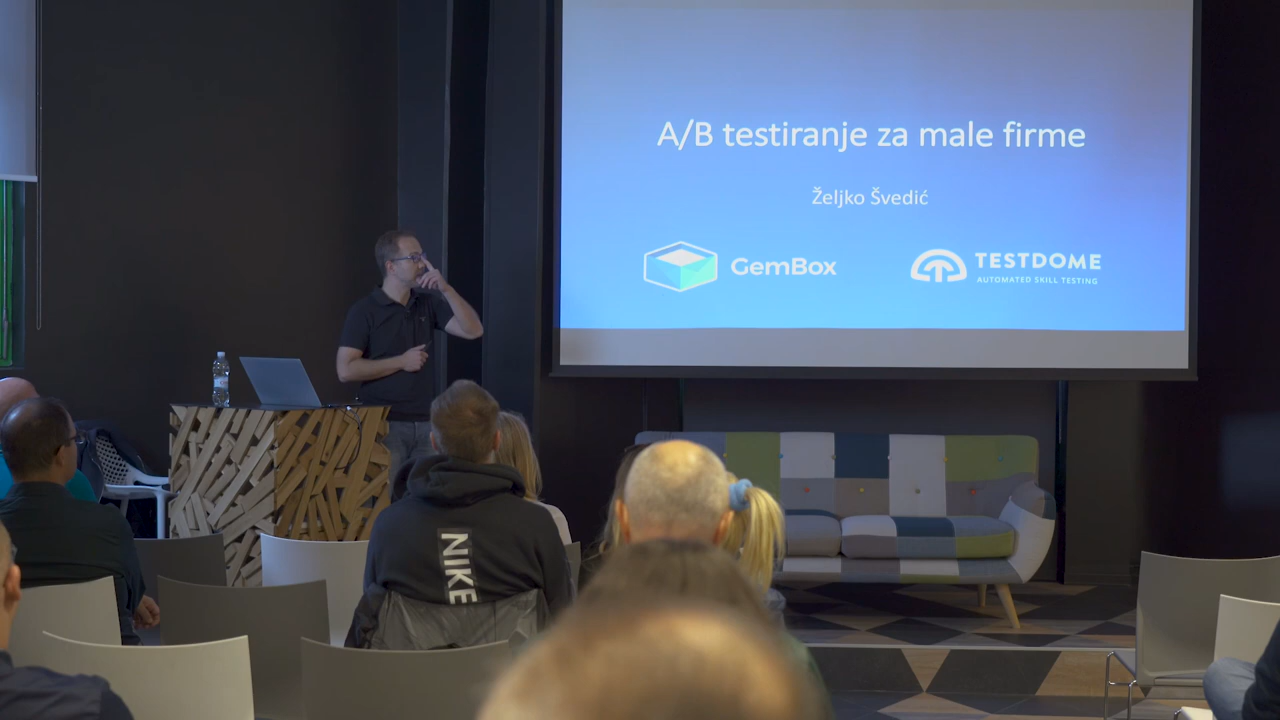 A/B testiranje za male firme
Željko Švedić
GemBox
TESTDOME
AUTOMATED SKILL TESTING
NIKE